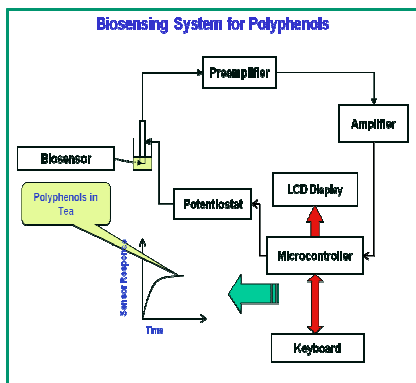 Biosensing System for Polyphenols
Preamplifier
Amplifier
Biosensor
Polyphenols in
Tea
LCD Display
Potentiostat
Microcontroller
Sensor Response
Time
Keyboard